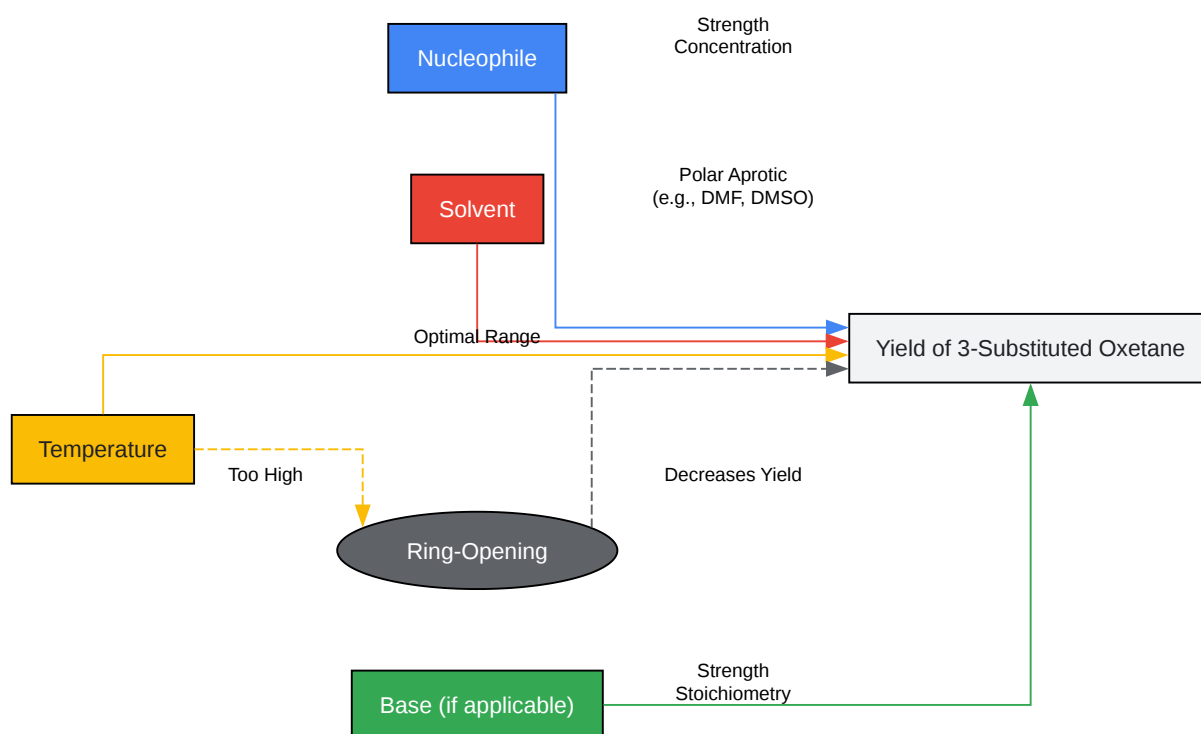 Nucleophile
Strength
Concentration
Solvent
Polar Aprotic
(e.g., DMF, DMSO)
Optimal Range
Yield of 3-Substituted Oxetane
Temperature
Too High
Decreases Yield
Ring-Opening
Base (if applicable)
Strength
Stoichiometry